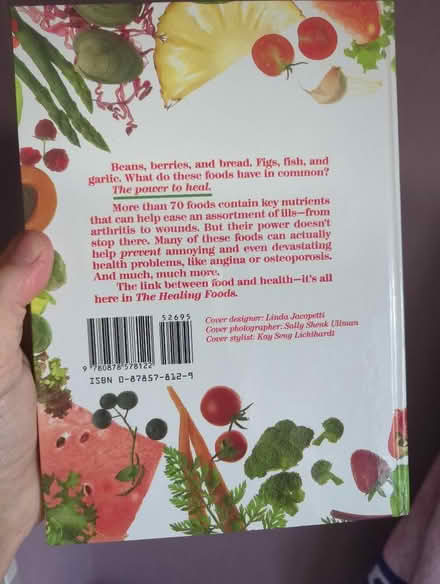 Beans, berries, and bread. Figs, fish, and
garlic. What do these foods have in common?
The power to heal.
More than 70 foods contain key nutrients
that can help ease an assortment of ills—from
arthritis to wounds. But their power doesn't
stop there. Many of these foods can actually
help prevent annoying and even devastating
health problems, like angina or osteoporosis.
And much, much more.
The link between food and health—it's all
here in The Healing Foods.
52695
9 780878 578122
ISBN 0-87857-812-9
Cover designer: Linda Jacopetti
Cover photographer: Sally Shenk Ullman
Cover stylist: Kay Seng Lichthardt